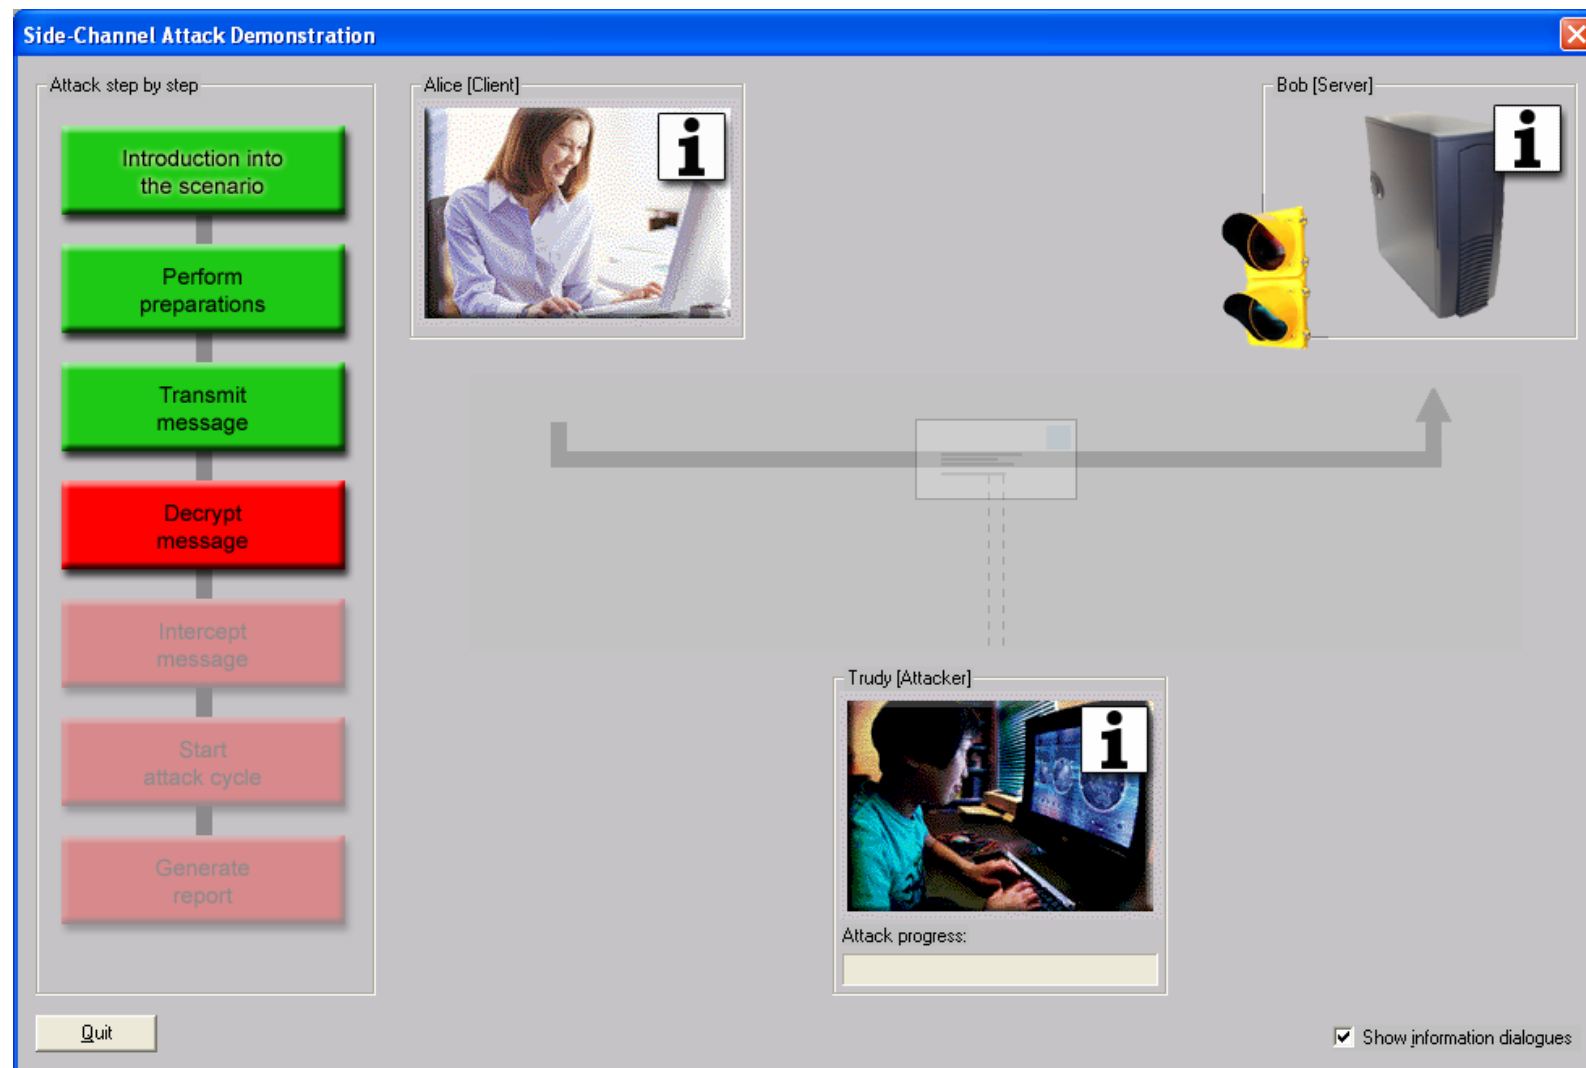 Side-Channel Attack Demonstration
Attack step by step
Introduction into
the scenario
Perform
preparations
Transmit
message
Decrypt
message
Intercept
message
Start
attack cycle
Generate
report
Alice [Client]
i
Bob [Server]
i
Trudy [Attacker]
i
Attack progress:
Quit
Show information dialogues